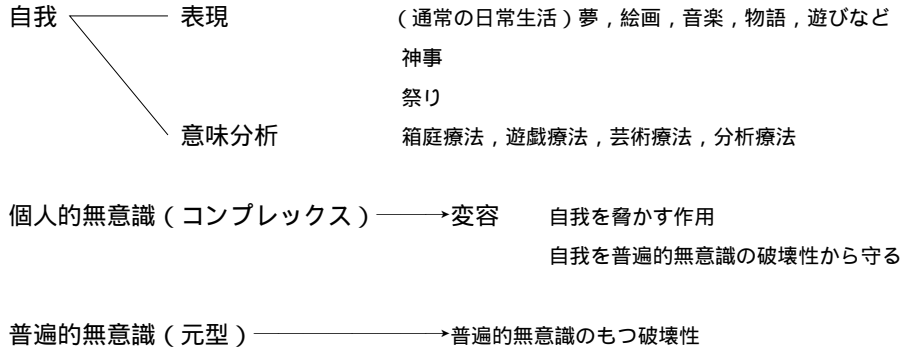 自我 表現 (通常の日常生活)夢,絵画,音楽,物語,遊びなど
神事
祭り
意味分析 箱庭療法,遊戯療法,芸術療法,分析療法
個人的無意識(コンプレックス) 変容 自我を脅かす作用
自我を普遍的無意識の破壊性から守る
普遍的無意識(元型) 普遍的無意識のもつ破壊性